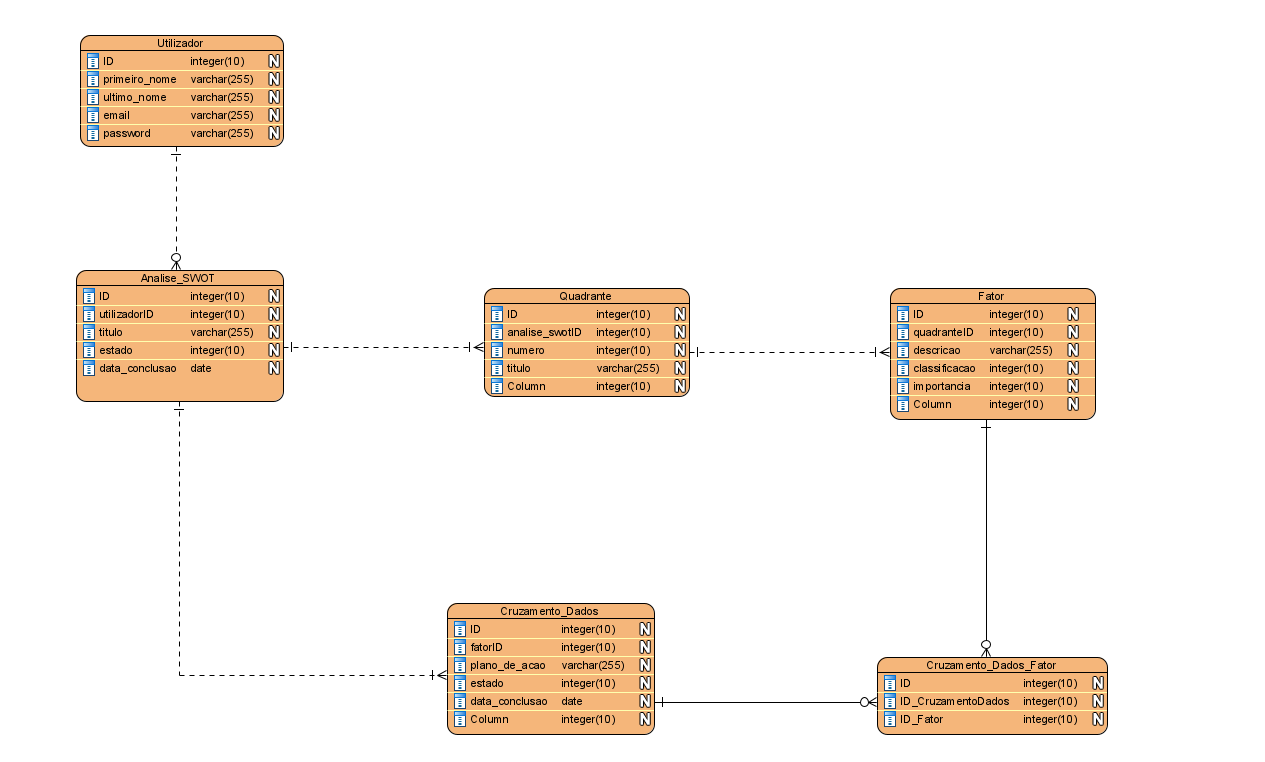 Utilizador
ID integer(10) N
primeiro_nome varchar(255) N
ultimo_nome varchar(255) N
email varchar(255) N
password varchar(255) N
Analise_SWOT
ID integer(10) N
utilizadorID integer(10) N
titulo varchar(255) N
estado integer(10) N
data_conclusao date N
Quadrante
ID integer(10) N
analise_swotID integer(10) N
numero integer(10) N
titulo varchar(255) N
Column integer(10) N
Fator
ID integer(10) N
quadranteID integer(10) N
descricao varchar(255) N
classificacao integer(10) N
importancia integer(10) N
Column integer(10) N
Cruzamento_Dados
ID integer(10) N
fatorID integer(10) N
plano_de_acao varchar(255) N
estado integer(10) N
data_conclusao date N
Column integer(10) N
Cruzamento_Dados_Fator
ID integer(10) N
ID_CruzamentoDados integer(10) N
ID_Fator integer(10) N